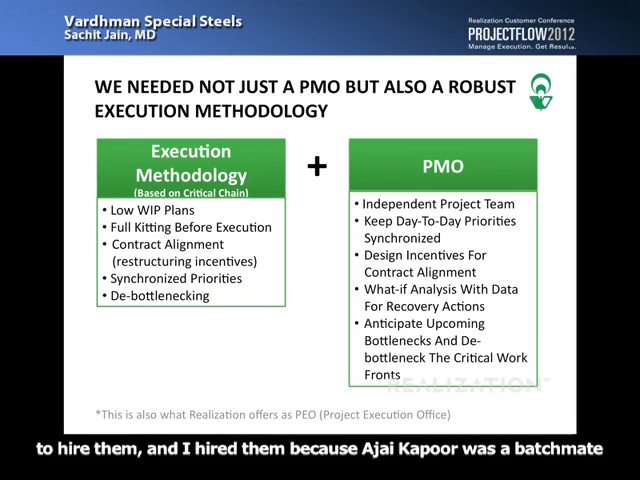 Vardhman Special Steels
Sachit Jain, MD
Realization Customer Conference
PROJECTFLOW2012
Manage Execution. Get Results.
WE NEEDED NOT JUST A PMO BUT ALSO A ROBUST
EXECUTION METHODOLOGY
Execution
Methodology
(Based on Critical Chain)
• Low WIP Plans
• Full Kitting Before Execution
• Contract Alignment
(restructuring incentives)
• Synchronized Priorities
• De-bottlenecking
+
PMO
• Independent Project Team
• Keep Day-To-Day Priorities
Synchronized
• Design Incentives For
Contract Alignment
• What-if Analysis With Data
For Recovery Actions
• Anticipate Upcoming
Bottlenecks And De-
bottleneck The Critical Work
Fronts
REALIZATION
*This is also what Realization offers as PEO (Project Execution Office)
to hire them, and I hired them because Ajai Kapoor was a batchmate